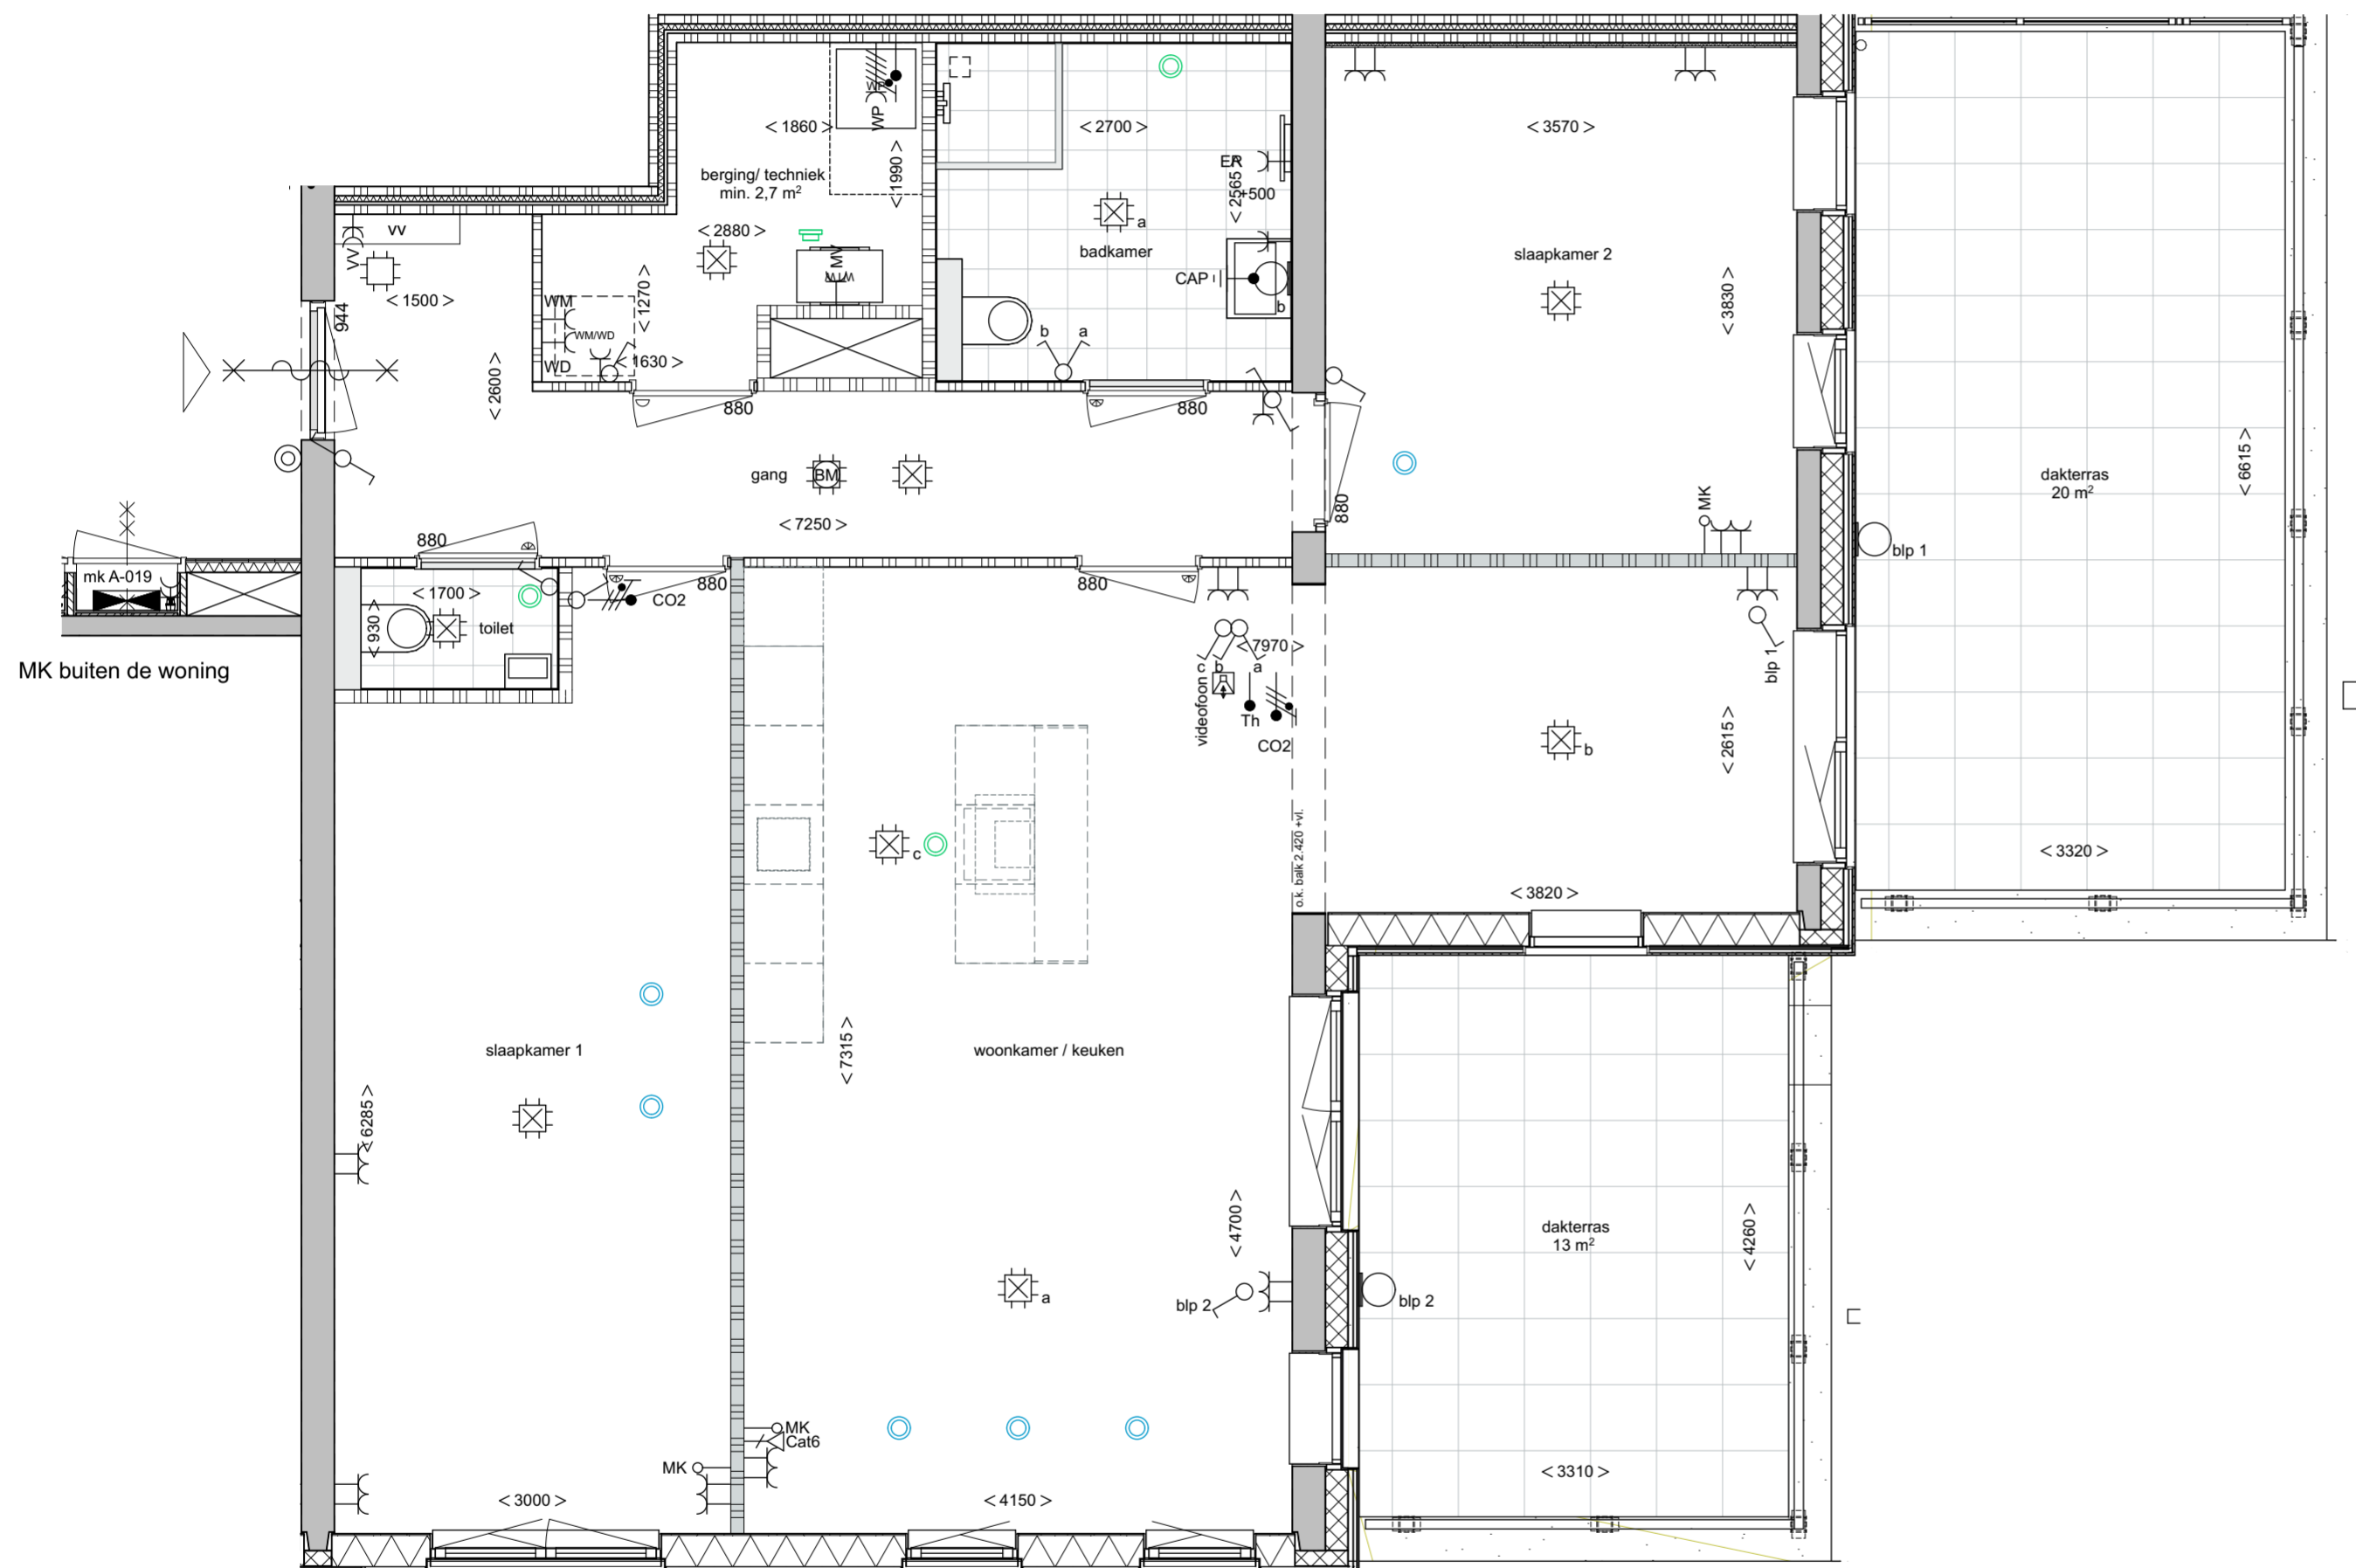 WP
WP
< 1860 >
< 2700 >
< 3570 >
berging/ techniek
min. 2,7 m²
< 1990 >
ER
< 2565 >
+500
vv
VV
< 2880 >
MV
WTW
a
badkamer
slaapkamer 2
CAP
b
< 3830 >
< 1500 >
944
WM
WM/WD
WD
< 1270 >
< 1630 >
b
a
< 2600 >
880
880
gang
BM
< 7250 >
880
MK
dakterras
20 m²
< 6615 >
blp 1
880
880
880
mk A-019
< 1700 >
< 930 >
toilet
CO2
MK buiten de woning
< 7970 >
c
b
a
videofoon
Th
CO2
blp 1
b
< 2615 >
c
o.k. balk 2.420 +vl.
< 3820 >
< 3320 >
slaapkamer 1
< 7315 >
woonkamer / keuken
< 6285 >
< 4700 >
dakterras
13 m²
< 4260 >
a
blp 2
blp 2
MK
Cat6
MK
< 3000 >
< 4150 >
< 3310 >